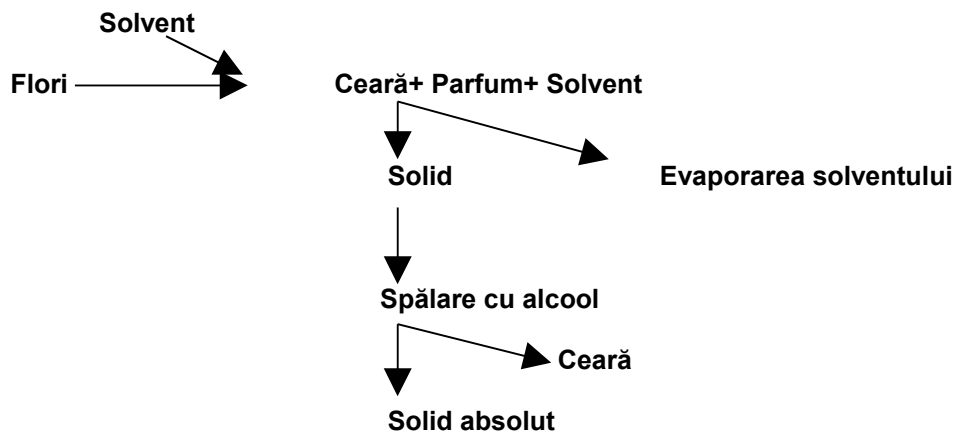 Solvent
Flori
Ceară+ Parfum+ Solvent
Solid
Evaporarea solventului
Spălare cu alcool
Ceară
Solid absolut